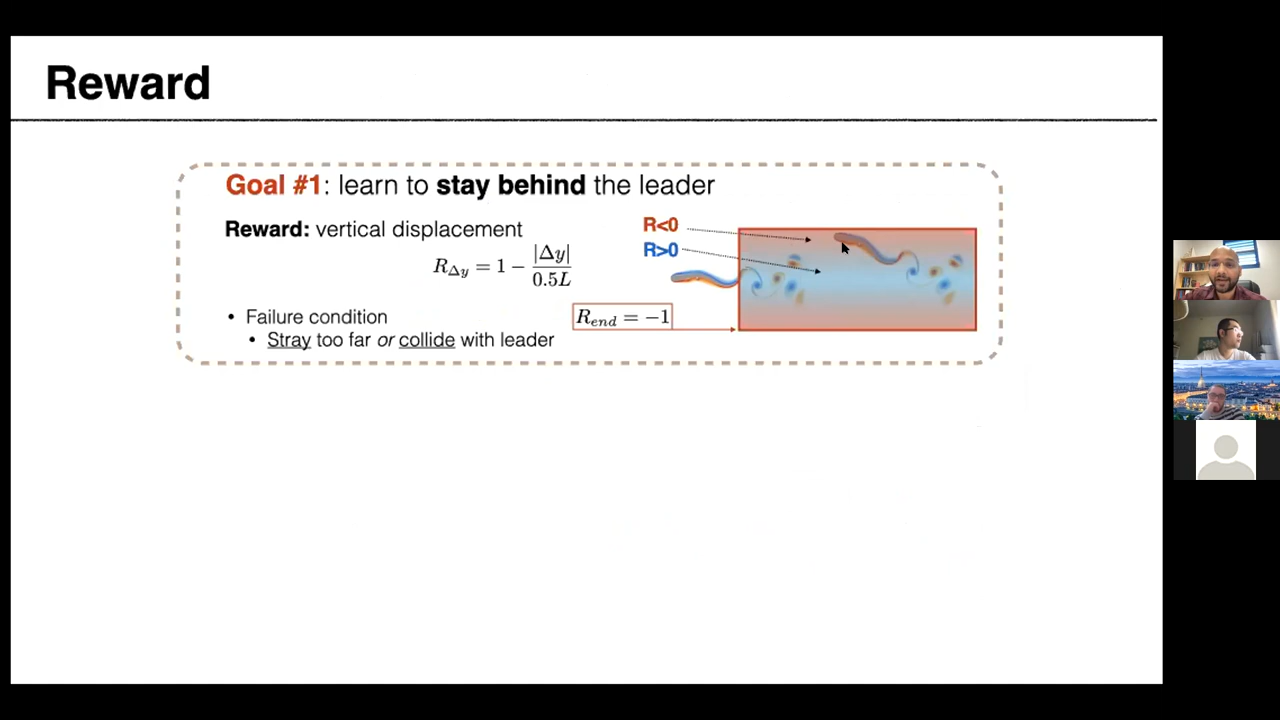 Reward
Goal #1: learn to stay behind the leader
Reward: vertical displacement
R_{Δy} = 1 − |Δy| / 0.5L
R<0
R>0
• Failure condition
R_{end} = −1
• Stray too far or collide with leader